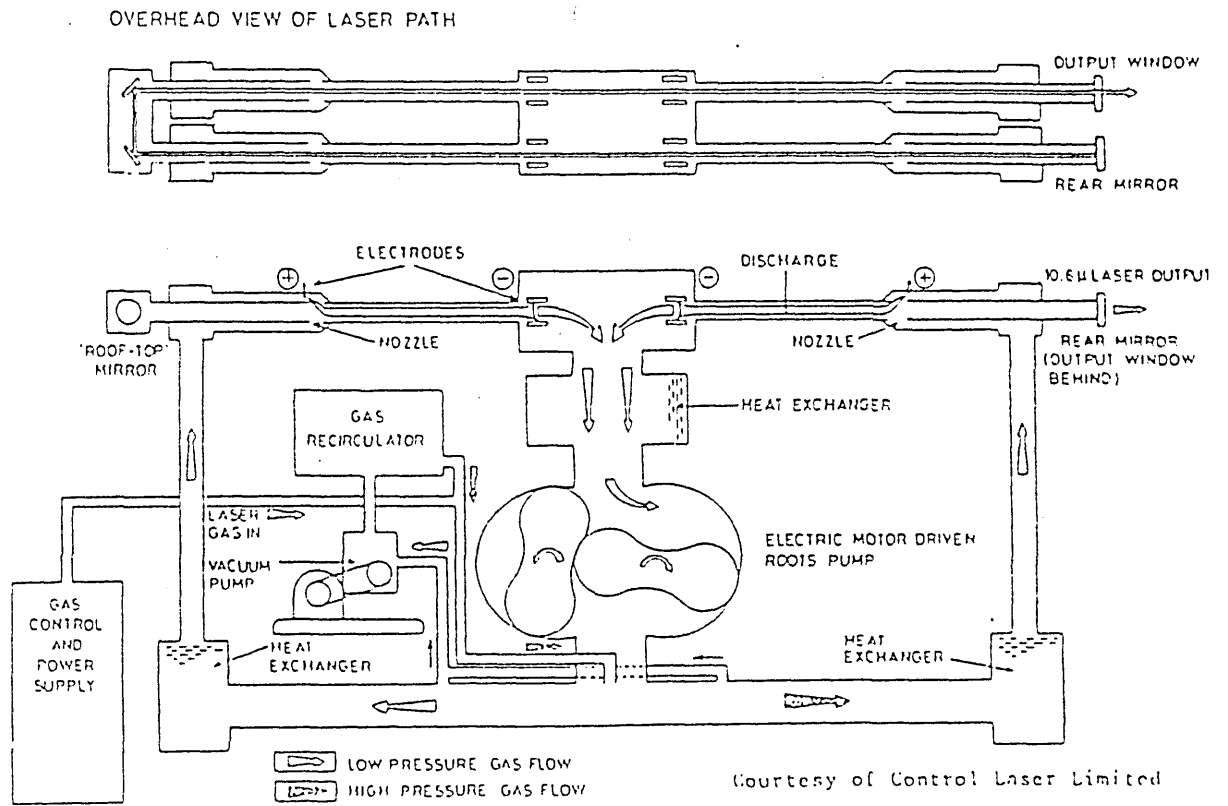 OVERHEAD VIEW OF LASER PATH
OUTPUT WINDOW
REAR MIRROR
ELECTRODES
DISCHARGE
10.6μ LASER OUTPUT
+
−
−
+
'ROOF-TOP'
MIRROR
NOZZLE
NOZZLE
REAR MIRROR
(OUTPUT WINDOW
BEHIND)
GAS
RECIRCULATOR
HEAT EXCHANGER
LASER
GAS IN
VACUUM
PUMP
ELECTRIC MOTOR DRIVEN
ROOTS PUMP
GAS
CONTROL
AND
POWER
SUPPLY
HEAT
EXCHANGER
HEAT
EXCHANGER
LOW PRESSURE GAS FLOW
HIGH PRESSURE GAS FLOW
Courtesy of Control Laser Limited